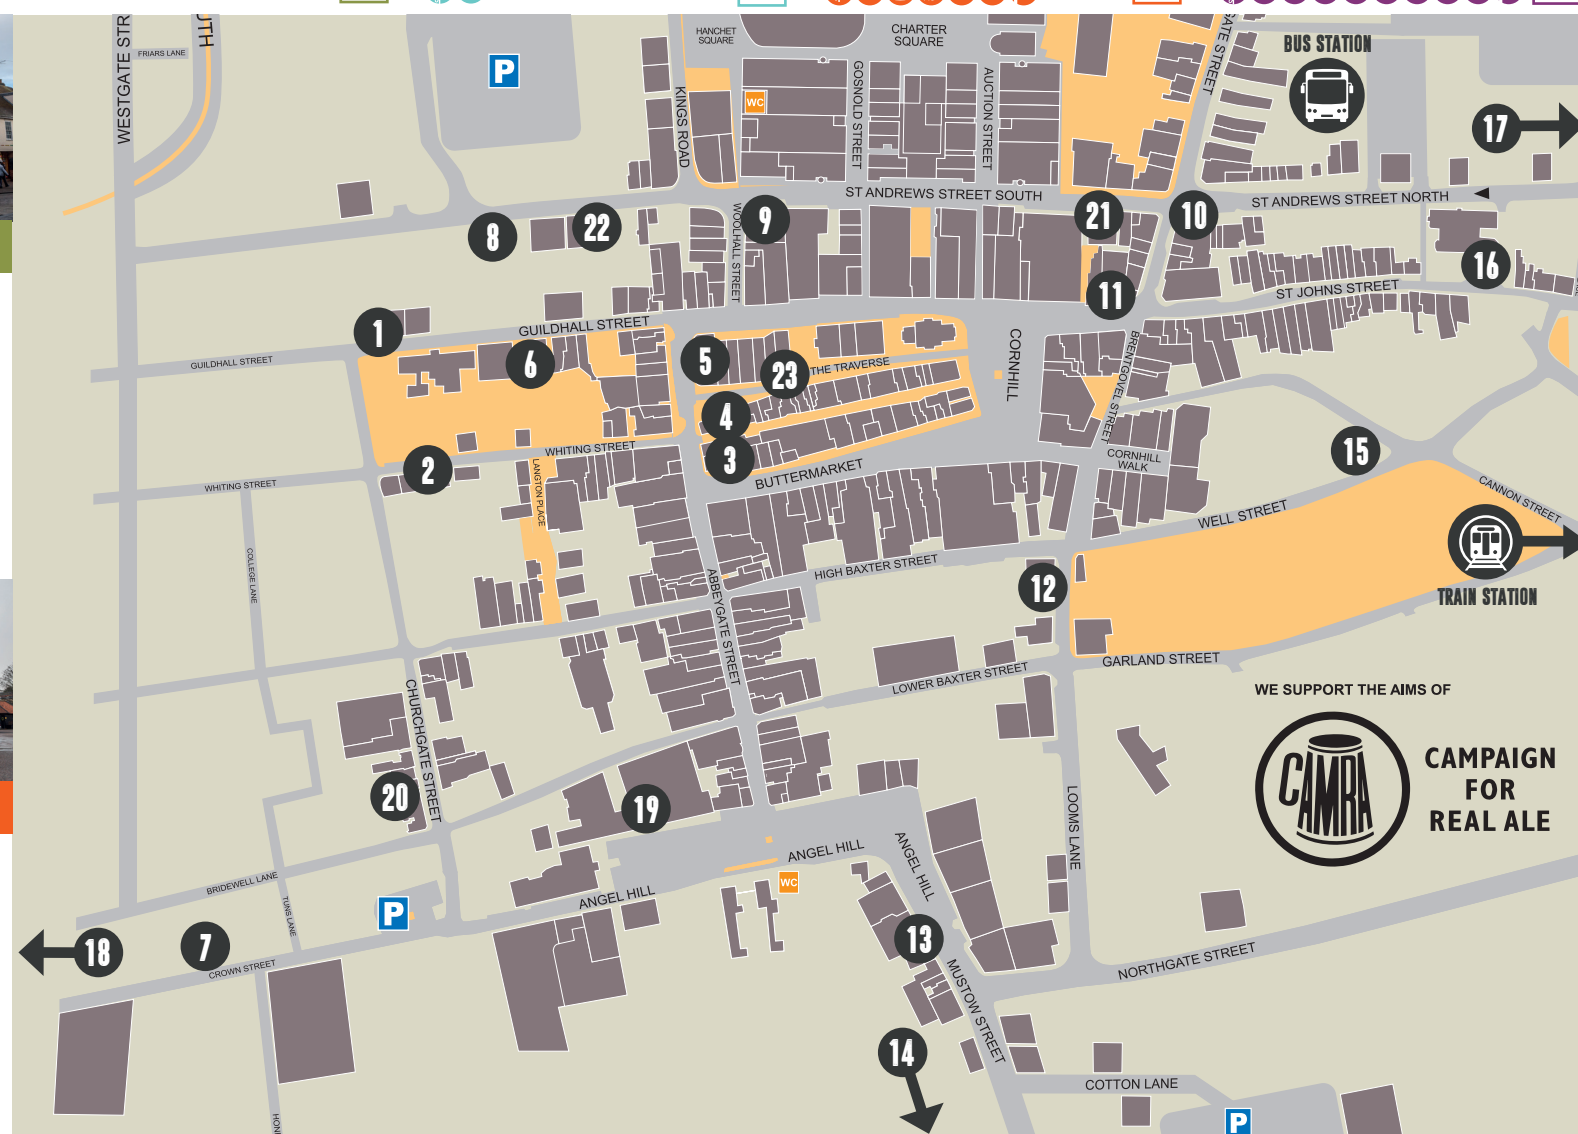 WESTGATE STR
UTH
FRIARS LANE
P
HANCHET
SQUARE
CHARTER
SQUARE
GATE STREET
BUS STATION
KINGS ROAD
WC
GOSNOLD STREET
AUCTION STREET
17
ST ANDREWS STREET SOUTH
ST ANDREWS STREET NORTH
8
22
WOOLHALL STREET
9
21
10
16
11
ST JOHNS STREET
1
GUILDHALL STREET
GUILDHALL STREET
6
5
23
THE TRAVERSE
CORNHILL
BRENTGOVEL STREET
4
3
2
WHITING STREET
WHITING STREET
LANGTON PLACE
BUTTERMARKET
CORNHILL
WALK
15
CANNON STREET
WELL STREET
COLLEGE LANE
HIGH BAXTER STREET
ABBEYGATE STREET
12
TRAIN STATION
GARLAND STREET
LOWER BAXTER STREET
CHURCHGATE STREET
WE SUPPORT THE AIMS OF
CAMRA
CAMPAIGN
FOR
REAL ALE
20
19
LOOMS LANE
ANGEL HILL
ANGEL HILL
ANGEL HILL
WC
BRIDEWELL LANE
TUNS LANE
P
18
7
CROWN STREET
13
MUSTOW STREET
NORTHGATE STREET
14
COTTON LANE
P
HON